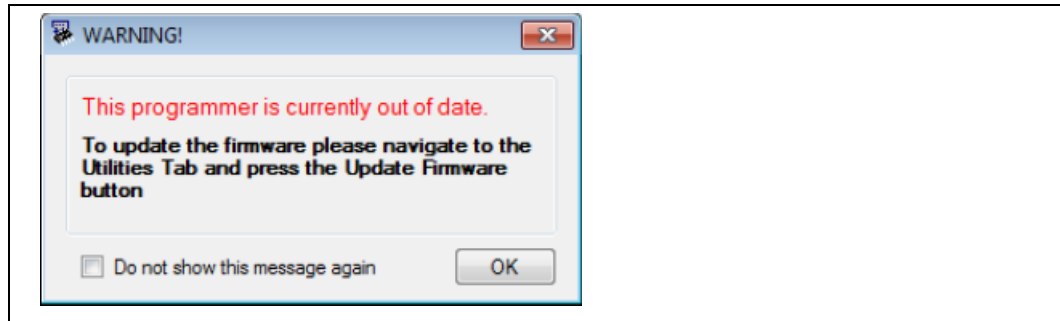 WARNING!
This programmer is currently out of date.
To update the firmware please navigate to the
Utilities Tab and press the Update Firmware
button
Do not show this message again
OK